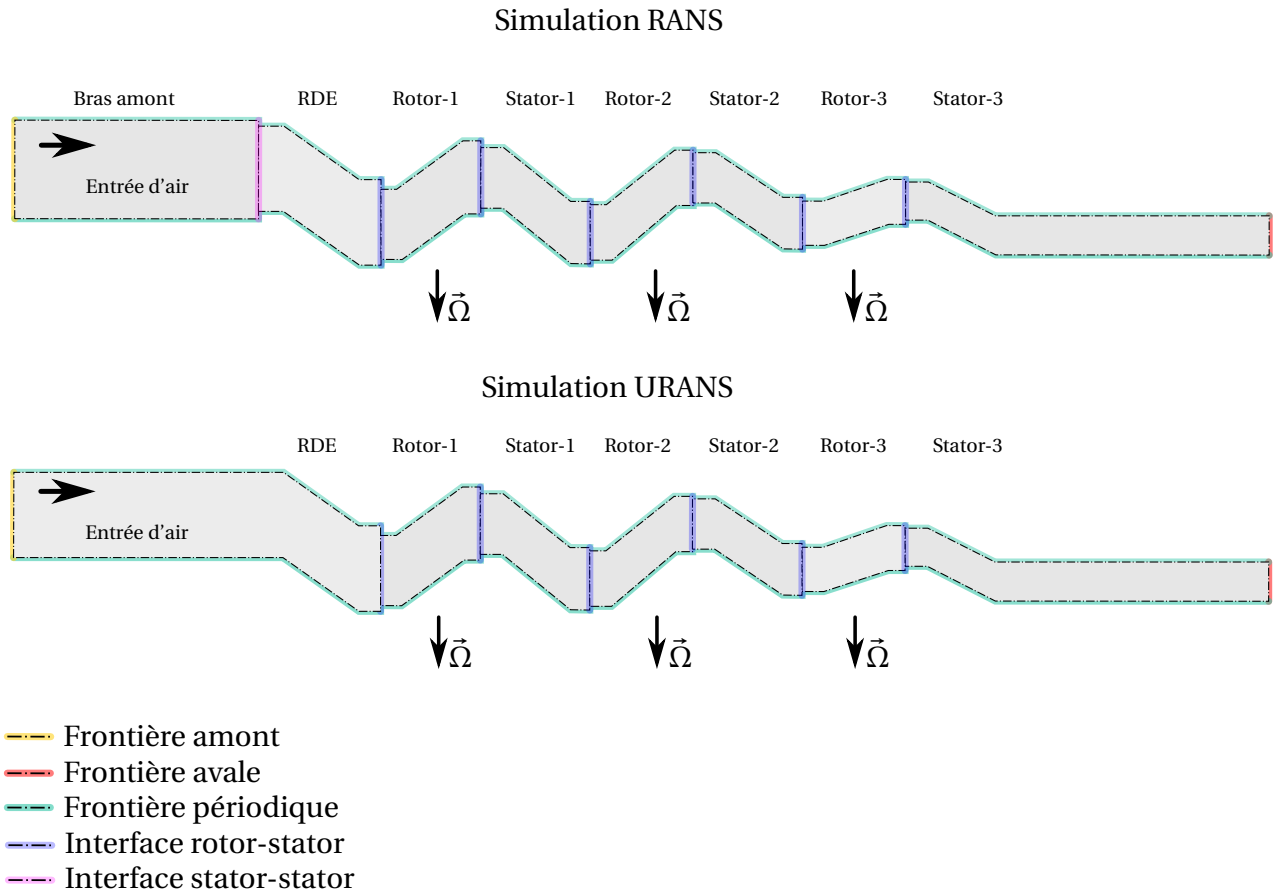 Simulation RANS
Bras amont RDE Rotor-1 Stator-1 Rotor-2 Stator-2 Rotor-3 Stator-3
Entrée d'air
Ω⃗ Ω⃗ Ω⃗
Simulation URANS
RDE Rotor-1 Stator-1 Rotor-2 Stator-2 Rotor-3 Stator-3
Entrée d'air
Ω⃗ Ω⃗ Ω⃗
Frontière amont
Frontière avale
Frontière périodique
Interface rotor-stator
Interface stator-stator